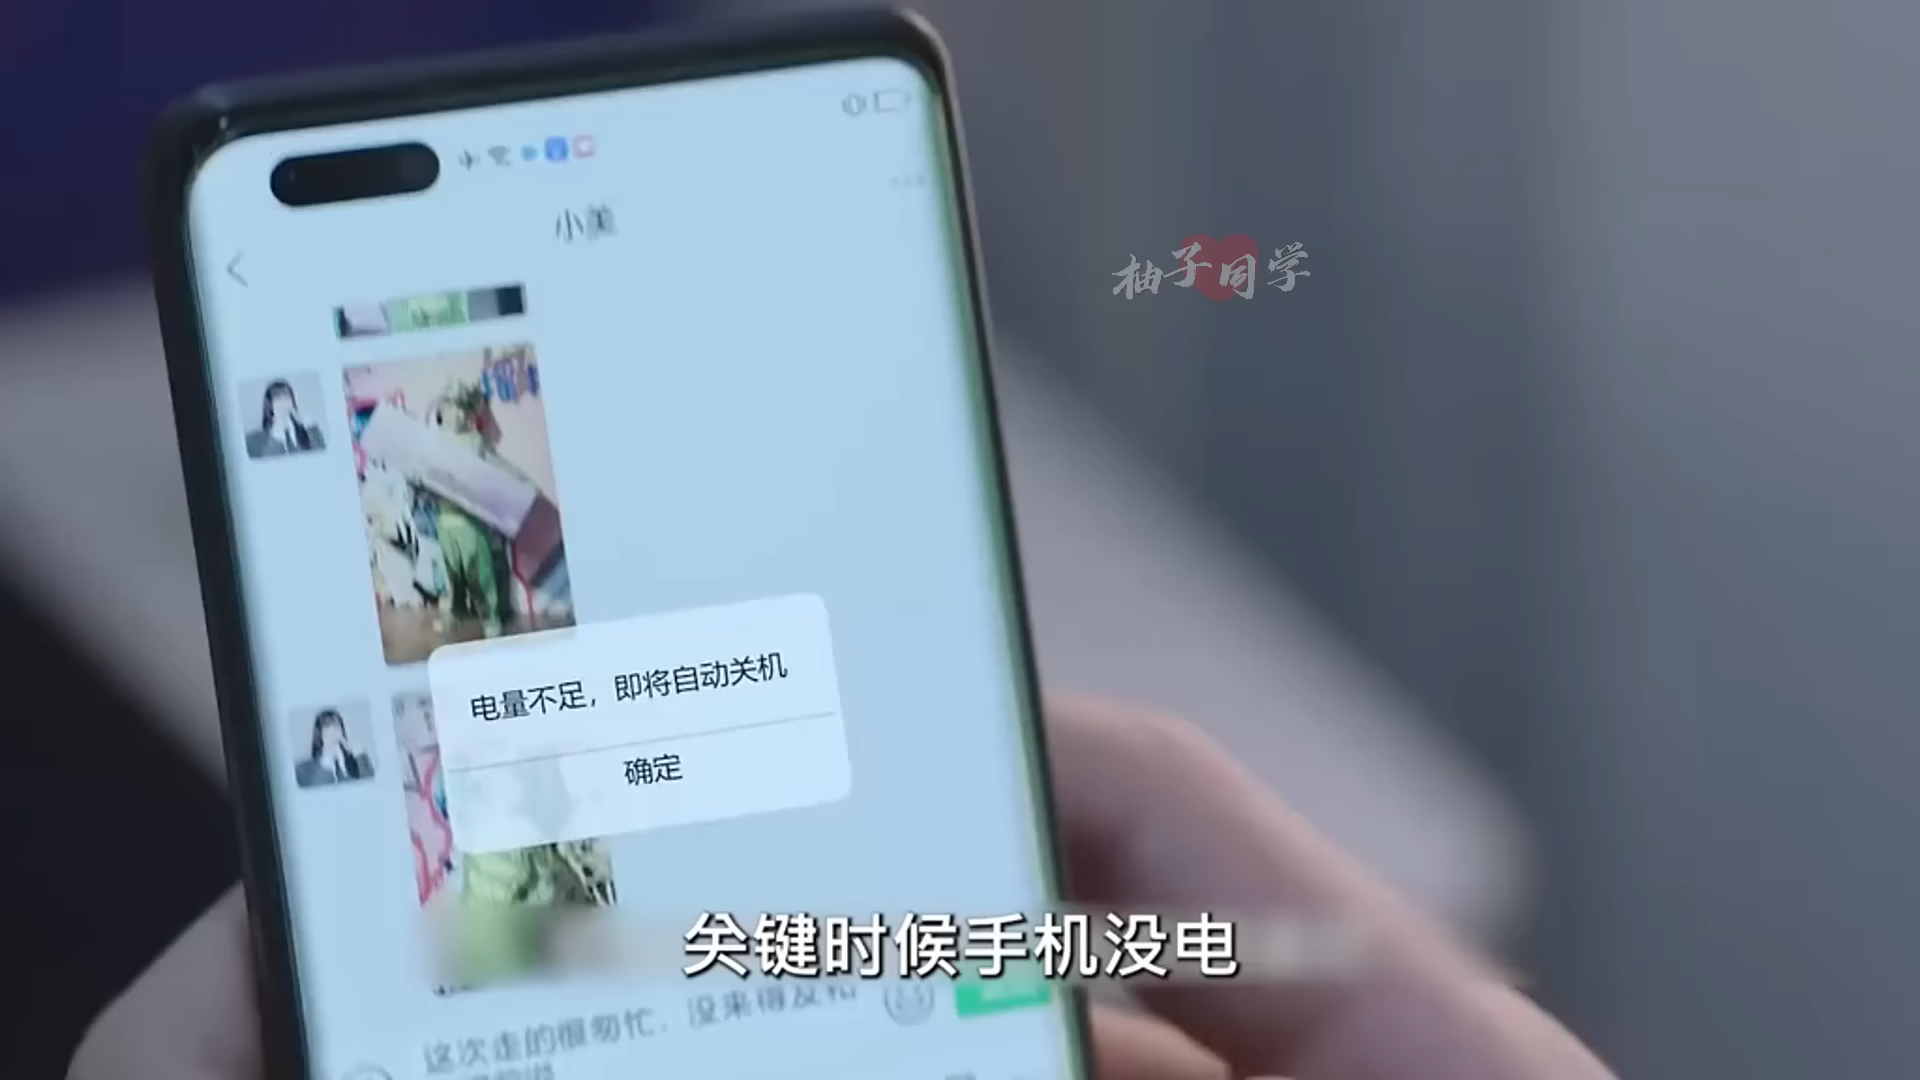 小美
柚子同学
电量不足，即将自动关机
确定
关键时候手机没电
这次走的很匆忙，没来得及和